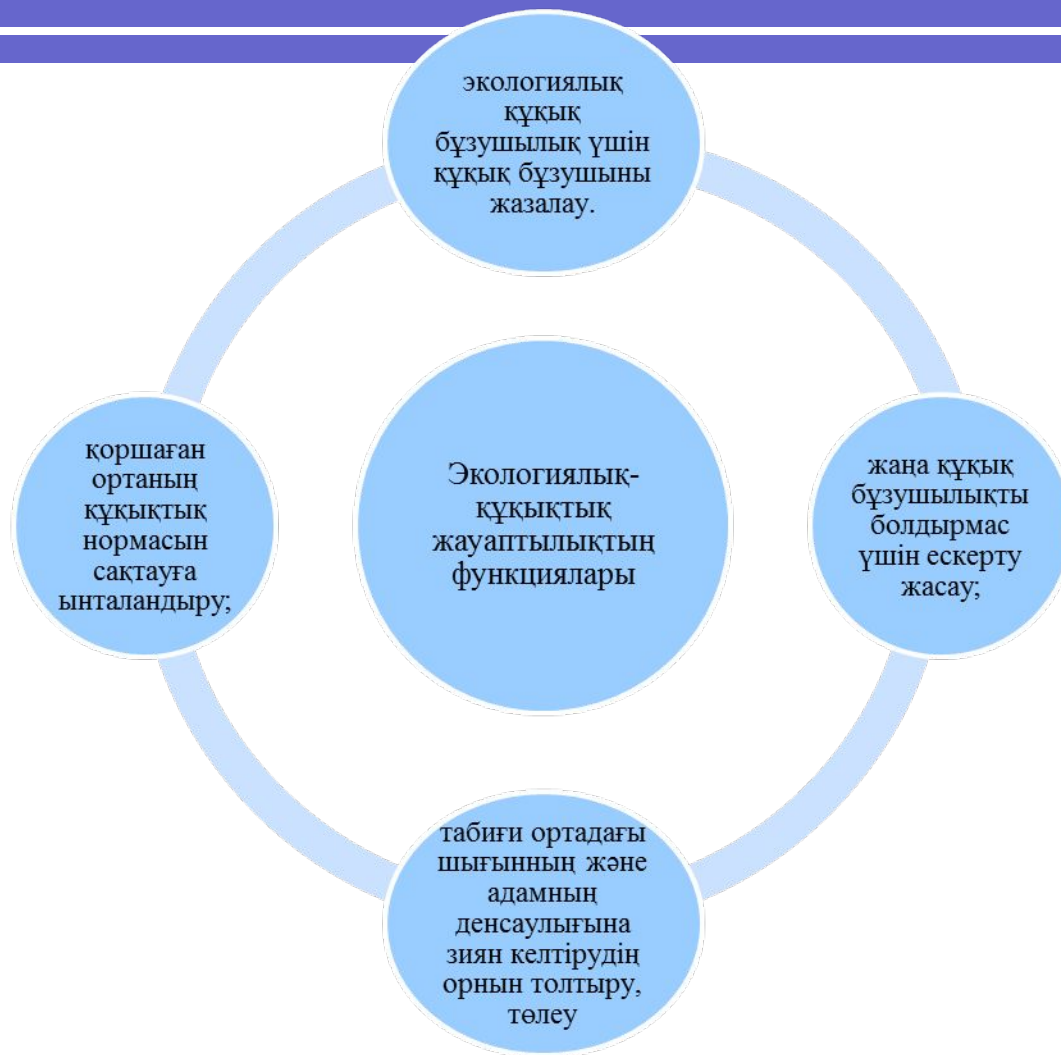 экологиялық
құқық
бұзушылық үшін
құқық бұзушыны
жазалау.
қоршаған
ортаның
құқықтық
нормасын
сақтауға
ынталандыру;
Экологиялық-
құқықтық
жауаптылықтың
функциялары
жаңа құқық
бұзушылықты
болдырмас
үшін ескерту
жасау;
табиғи ортадағы
шығынның және
адамның
денсаулығына
зиян келтірудің
орнын толтыру,
төлеу